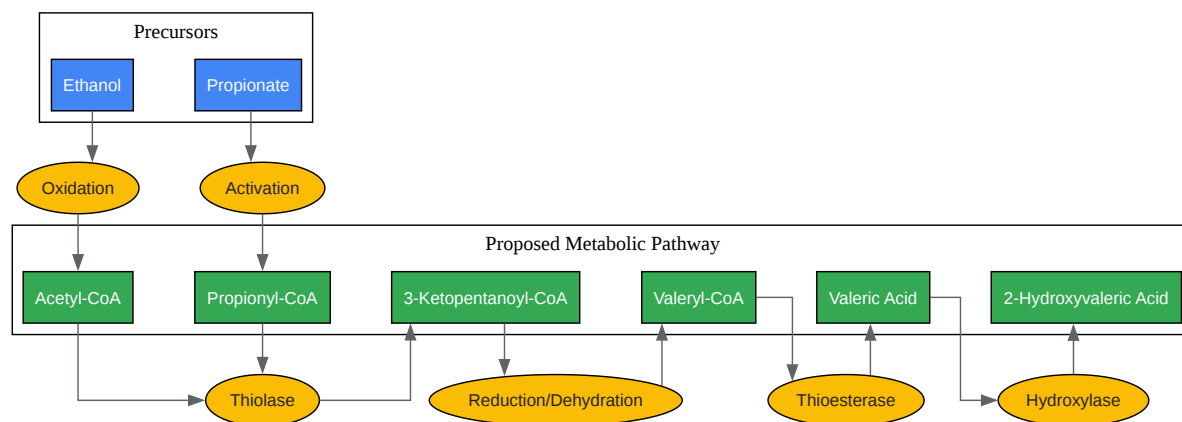 Precursors
Ethanol
Propionate
Oxidation
Activation
Proposed Metabolic Pathway
Acetyl-CoA
Propionyl-CoA
3-Ketopentanoyl-CoA
Valeryl-CoA
Valeric Acid
2-Hydroxyvaleric Acid
Thiolase
Reduction/Dehydration
Thioesterase
Hydroxylase